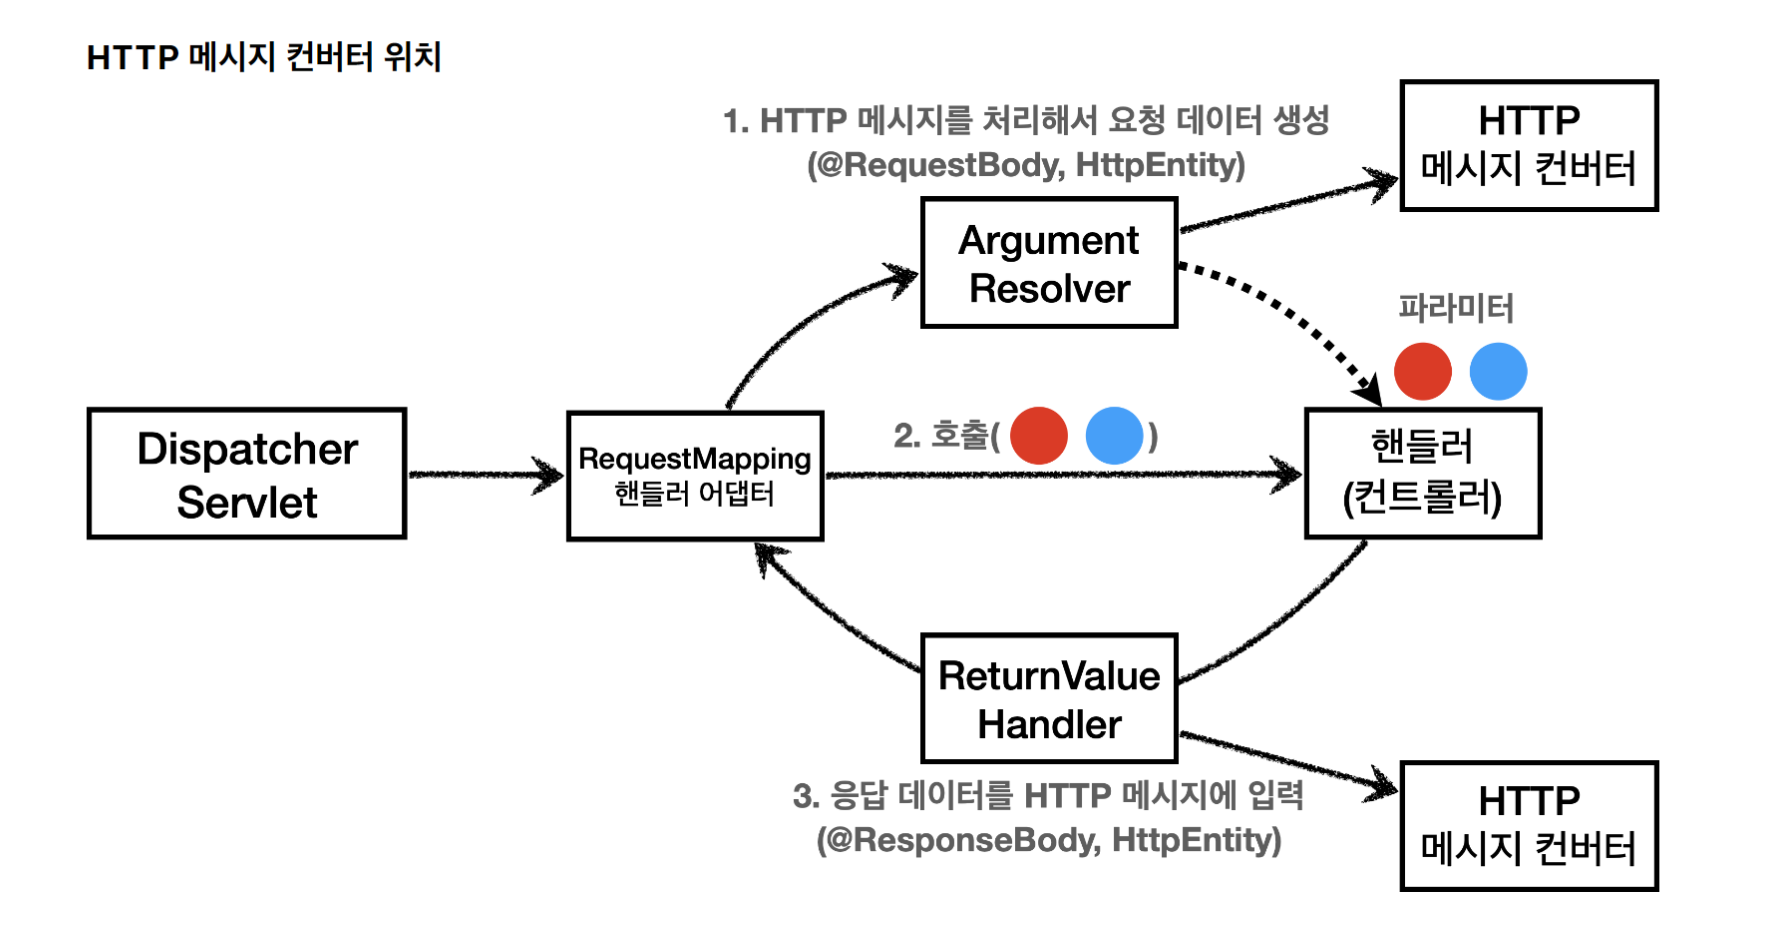 HTTP 메시지 컨버터 위치
1. HTTP 메시지를 처리해서 요청 데이터 생성
(@RequestBody, HttpEntity)
HTTP
메시지 컨버터
Argument
Resolver
파라미터
Dispatcher
Servlet
RequestMapping
핸들러 어댑터
2. 호출( )
핸들러
(컨트롤러)
ReturnValue
Handler
3. 응답 데이터를 HTTP 메시지에 입력
(@ResponseBody, HttpEntity)
HTTP
메시지 컨버터